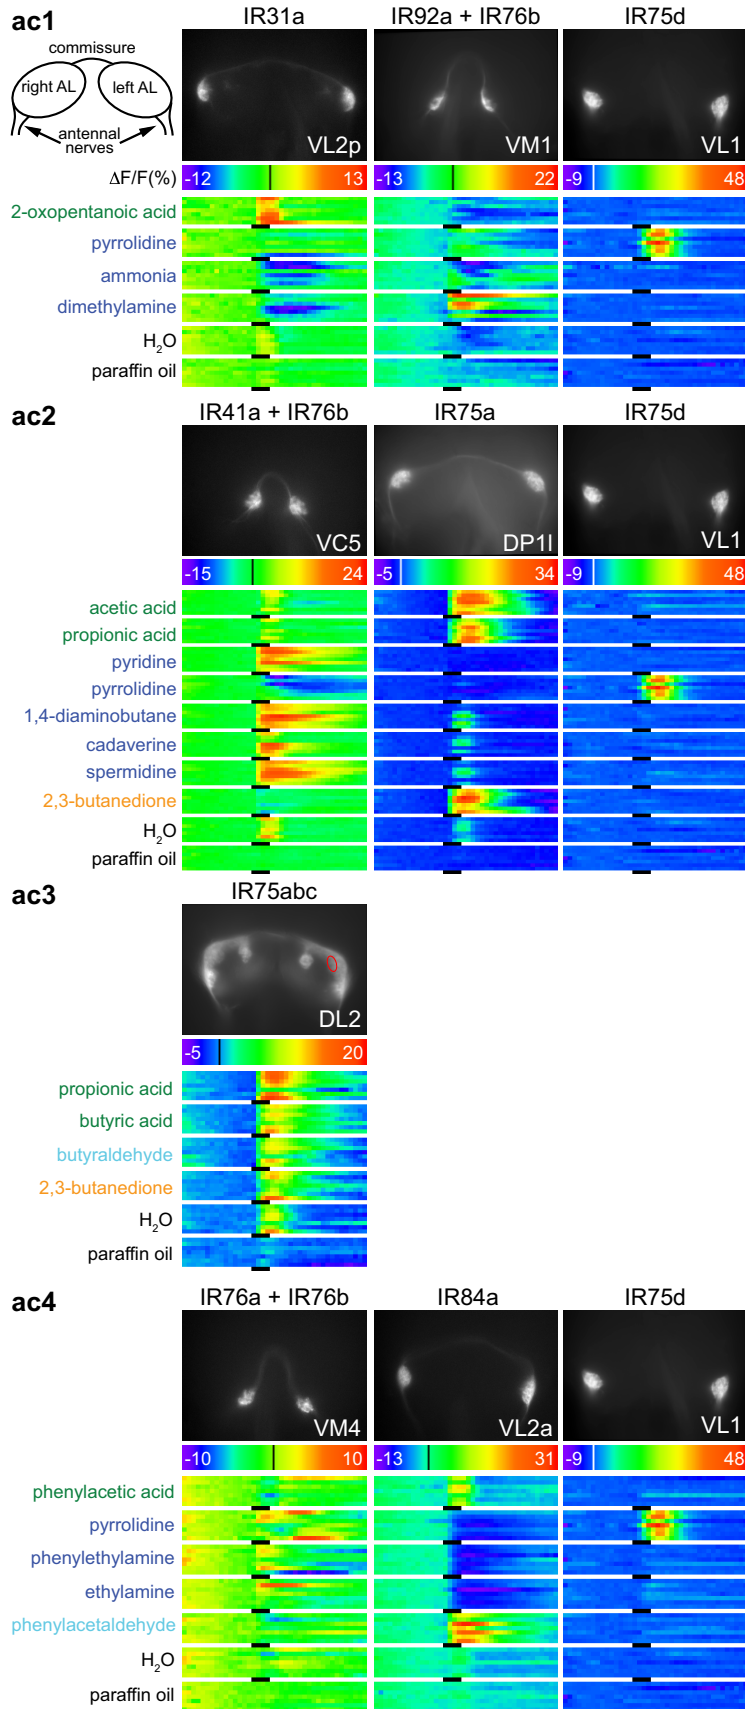 ac1
IR31a
IR92a + IR76b
IR75d
commissure
right AL
left AL
antennal
nerves
VL2p
VM1
VL1
ΔF/F(%)
-12 13
-13 22
-9 48
2-oxopentanoic acid
pyrrolidine
ammonia
dimethylamine
H₂O
paraffin oil
ac2
IR41a + IR76b
IR75a
IR75d
VC5
DP1l
VL1
-15 24
-5 34
-9 48
acetic acid
propionic acid
pyridine
pyrrolidine
1,4-diaminobutane
cadaverine
spermidine
2,3-butanedione
H₂O
paraffin oil
ac3
IR75abc
DL2
-5 20
propionic acid
butyric acid
butyraldehyde
2,3-butanedione
H₂O
paraffin oil
ac4
IR76a + IR76b
IR84a
IR75d
VM4
VL2a
VL1
-10 10
-13 31
-9 48
phenylacetic acid
pyrrolidine
phenylethylamine
ethylamine
phenylacetaldehyde
H₂O
paraffin oil